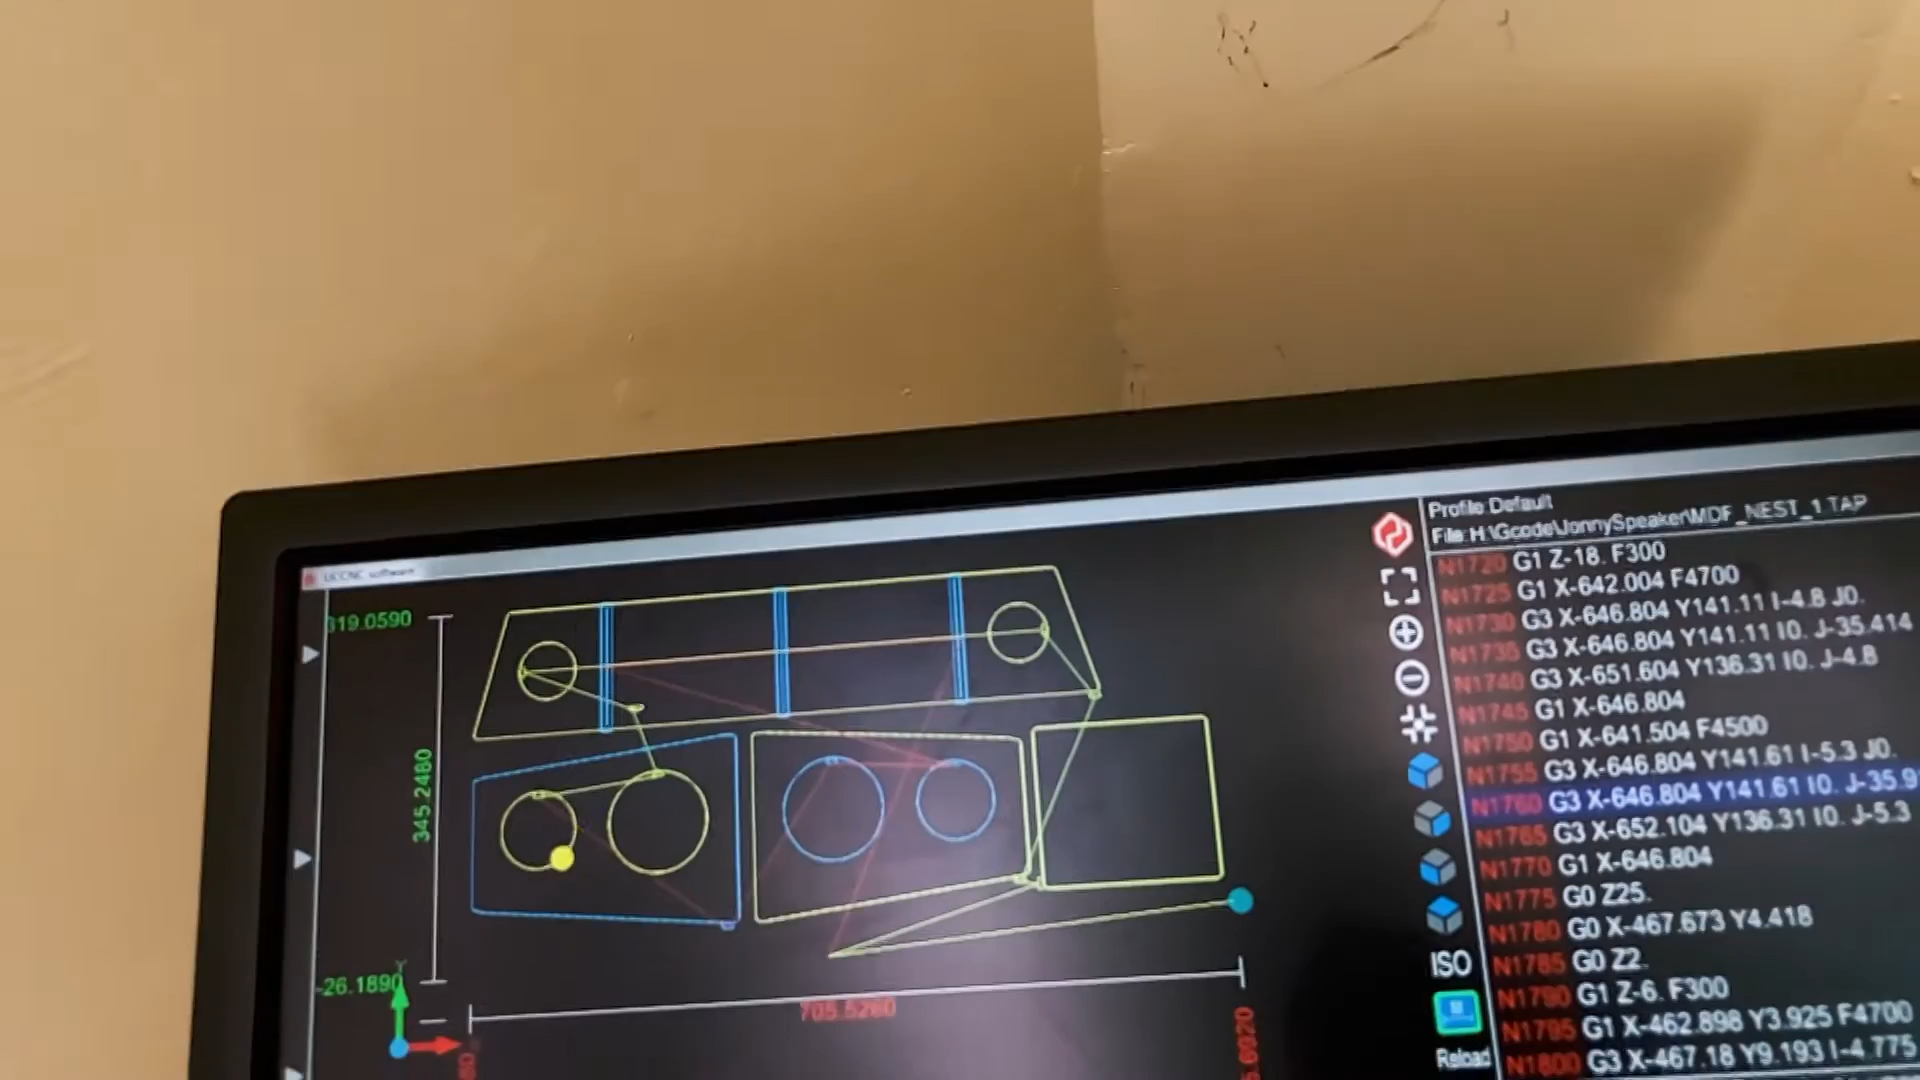 UCCNC software
Profile:Default
File:H:\Gcode\JonnySpeaker\MDF_NEST_1.TAP
N1720 G1 Z-18. F300
N1725 G1 X-642.004 F4700
N1730 G3 X-646.804 Y141.11 I-4.8 J0.
N1735 G3 X-646.804 Y141.11 I0. J-35.414
N1740 G3 X-651.604 Y136.31 I0. J-4.8
N1745 G1 X-646.804
N1750 G1 X-641.504 F4500
N1755 G3 X-646.804 Y141.61 I-5.3 J0.
N1760 G3 X-646.804 Y141.61 I0. J-35.9
N1765 G3 X-652.104 Y136.31 I0. J-5.3
N1770 G1 X-646.804
N1775 G0 Z25.
N1780 G0 X-467.673 Y4.418
N1785 G0 Z2.
N1790 G1 Z-6. F300
N1795 G1 X-462.898 Y3.925 F4700
N1800 G3 X-467.18 Y9.193 I-4.775
319.0590
345.2480
-26.1890
Y
705.5260
5.6920
ISO
Reload